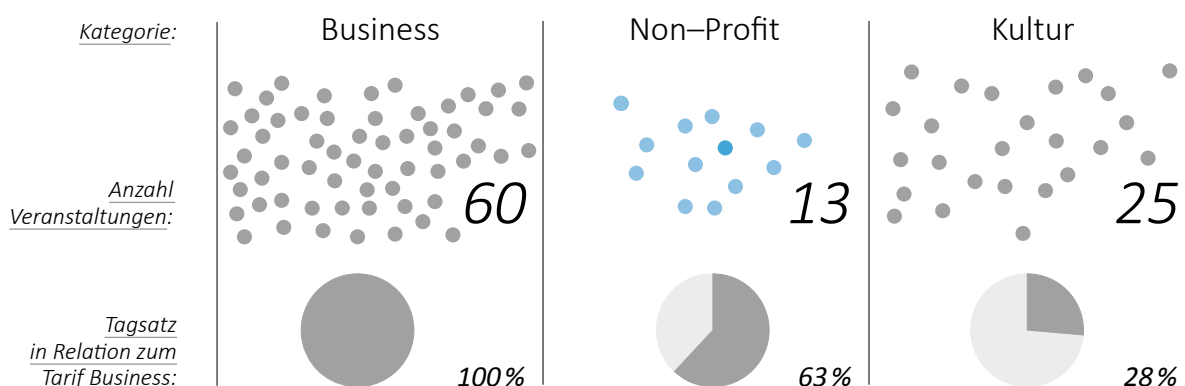 Kategorie:
Business
Non–Profit
Kultur
Anzahl
Veranstaltungen:
60
13
25
Tagsatz
in Relation zum
Tarif Business:
100%
63%
28%